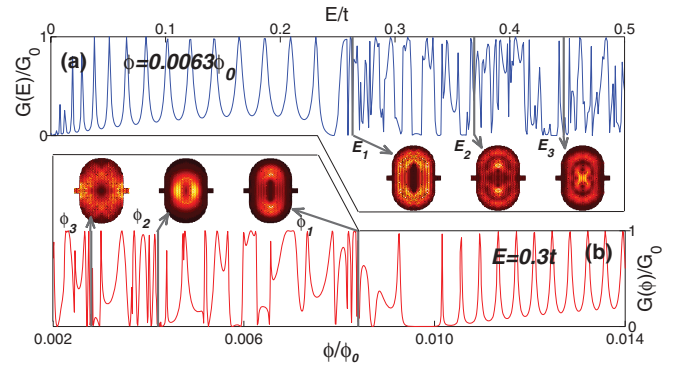 E/t
0 0.1 0.2 0.3 0.4 0.5
1
G(E)/G₀
0
(a) ϕ=0.0063ϕ₀
E₁ E₂ E₃
ϕ₃ ϕ₂ ϕ₁
E=0.3t (b)
1
G(ϕ)/G₀
0
0.002 0.006 0.010 0.014
ϕ/ϕ₀